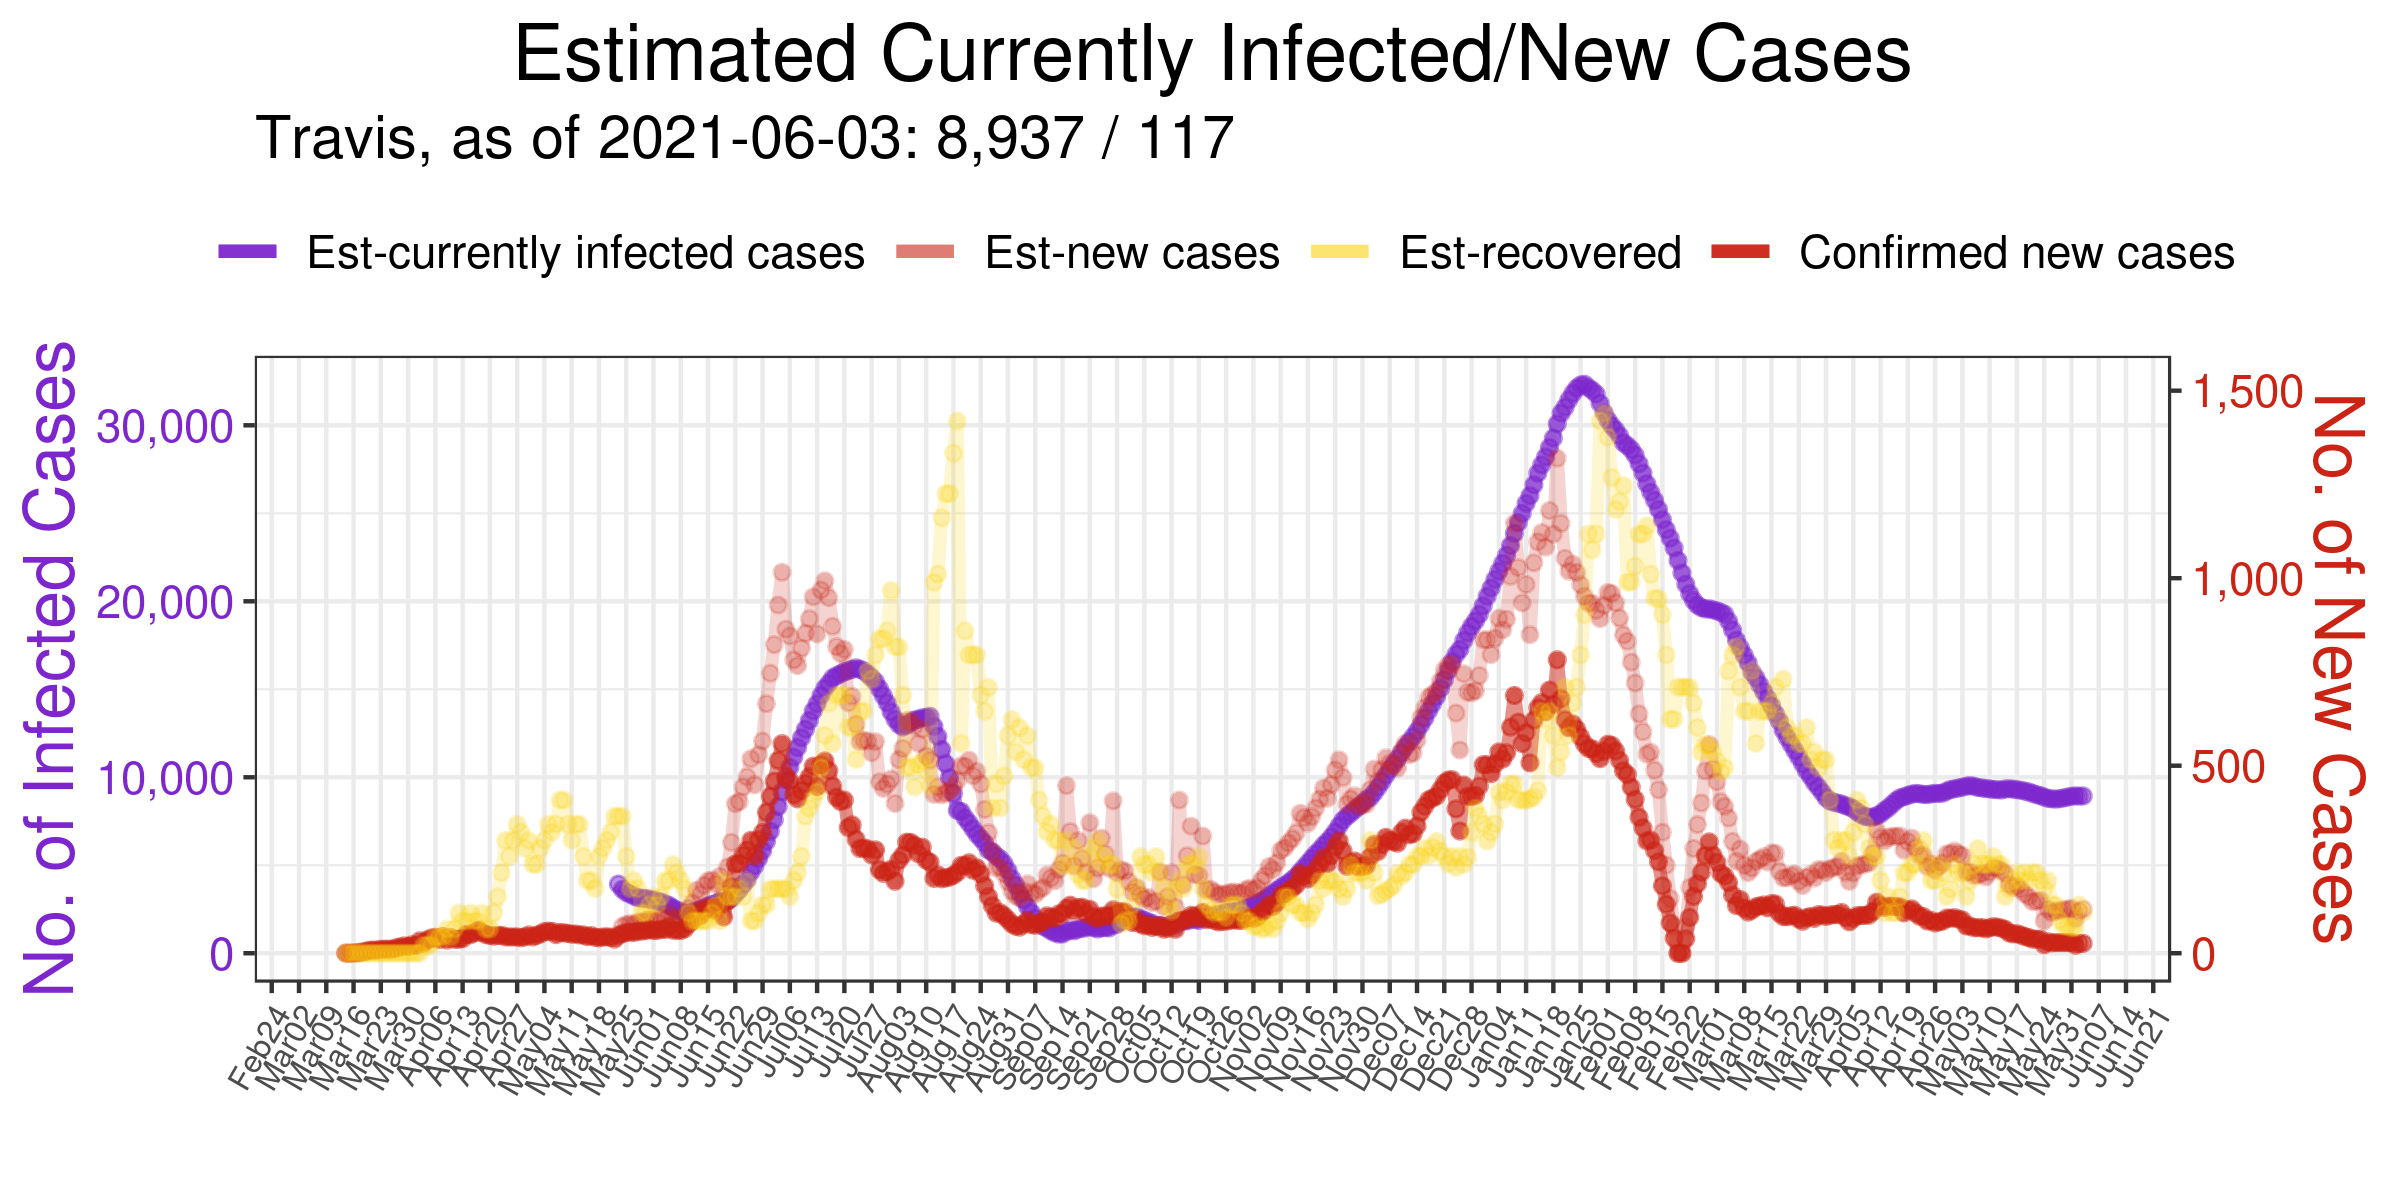 Estimated Currently Infected/New Cases
Travis, as of 2021-06-03: 8,937 / 117
Est-currently infected cases
Est-new cases
Est-recovered
Confirmed new cases
No. of Infected Cases
30,000
20,000
10,000
0
1,500
1,000
500
0
No. of New Cases
Feb24
Mar02
Mar09
Mar16
Mar23
Mar30
Apr06
Apr13
Apr20
Apr27
May04
May11
May18
May25
Jun01
Jun08
Jun15
Jun22
Jun29
Jul06
Jul13
Jul20
Jul27
Aug03
Aug10
Aug17
Aug24
Aug31
Sep07
Sep14
Sep21
Sep28
Oct05
Oct12
Oct19
Oct26
Nov02
Nov09
Nov16
Nov23
Nov30
Dec07
Dec14
Dec21
Dec28
Jan04
Jan11
Jan18
Jan25
Feb01
Feb08
Feb15
Feb22
Mar01
Mar08
Mar15
Mar22
Mar29
Apr05
Apr12
Apr19
Apr26
May03
May10
May17
May24
May31
Jun07
Jun14
Jun21